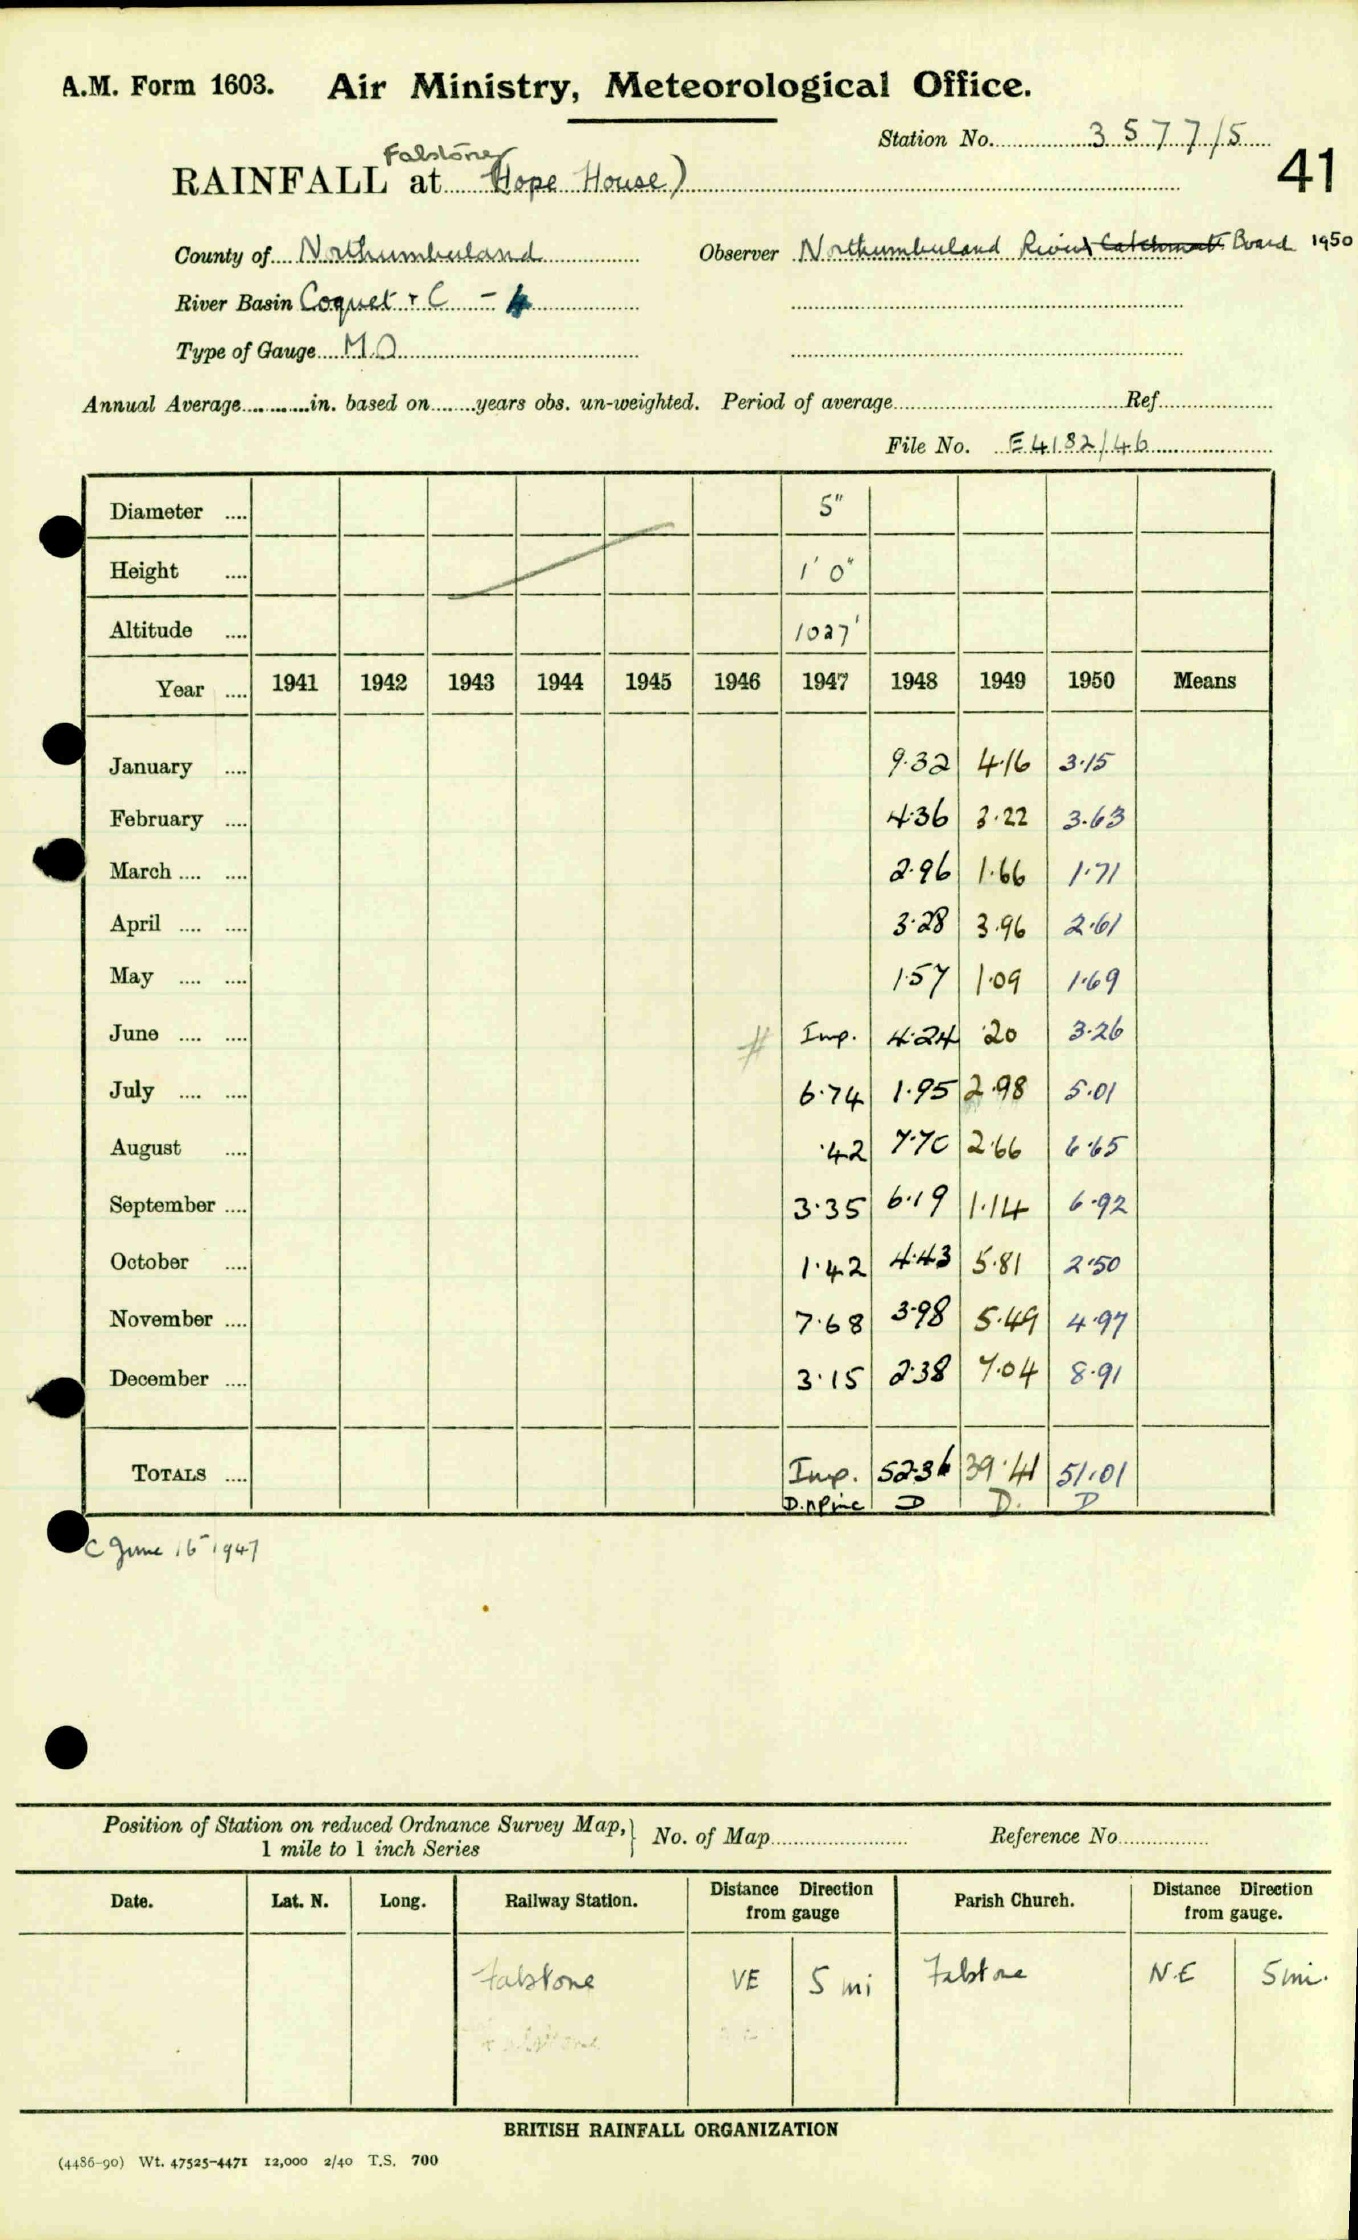 A.M. Form 1603. Air Ministry, Meteorological Office.
Station No. 3577/5
41
Falstone
RAINFALL at (Hope House)
County of Northumberland Observer Northumberland Rivers Catchment Board 1950
River Basin Coquet + C - 4
Type of Gauge M.O
Annual Average in. based on years obs. un-weighted. Period of average Ref
File No. E4182/46
Diameter .... 5"
Height .... 1' 0"
Altitude .... 1027'
Year .... 1941 1942 1943 1944 1945 1946 1947 1948 1949 1950 Means
January .... 9.32 4.16 3.15
February .... 4.36 3.22 3.63
March .... .... 2.96 1.66 1.71
April .... .... 3.28 3.96 2.61
May .... .... 1.57 1.09 1.69
June .... .... Imp. 4.24 .20 3.26
July .... .... 6.74 1.95 2.98 5.01
August .... .42 7.70 2.66 6.65
September .... 3.35 6.19 1.14 6.92
October .... 1.42 4.43 5.81 2.50
November .... 7.68 3.98 5.49 4.97
December .... 3.15 2.38 7.04 8.91
TOTALS .... Imp. 52.36 39.41 51.01
D D. D
C June 16 1947
Position of Station on reduced Ordnance Survey Map, 1 mile to 1 inch Series } No. of Map Reference No
Date. Lat. N. Long. Railway Station. Distance Direction from gauge Parish Church. Distance Direction from gauge.
Falstone VE 5 mi Falstone N.E 5 mi.
BRITISH RAINFALL ORGANIZATION
(4486-90) Wt. 47525-4471 12,000 2/40 T.S. 700